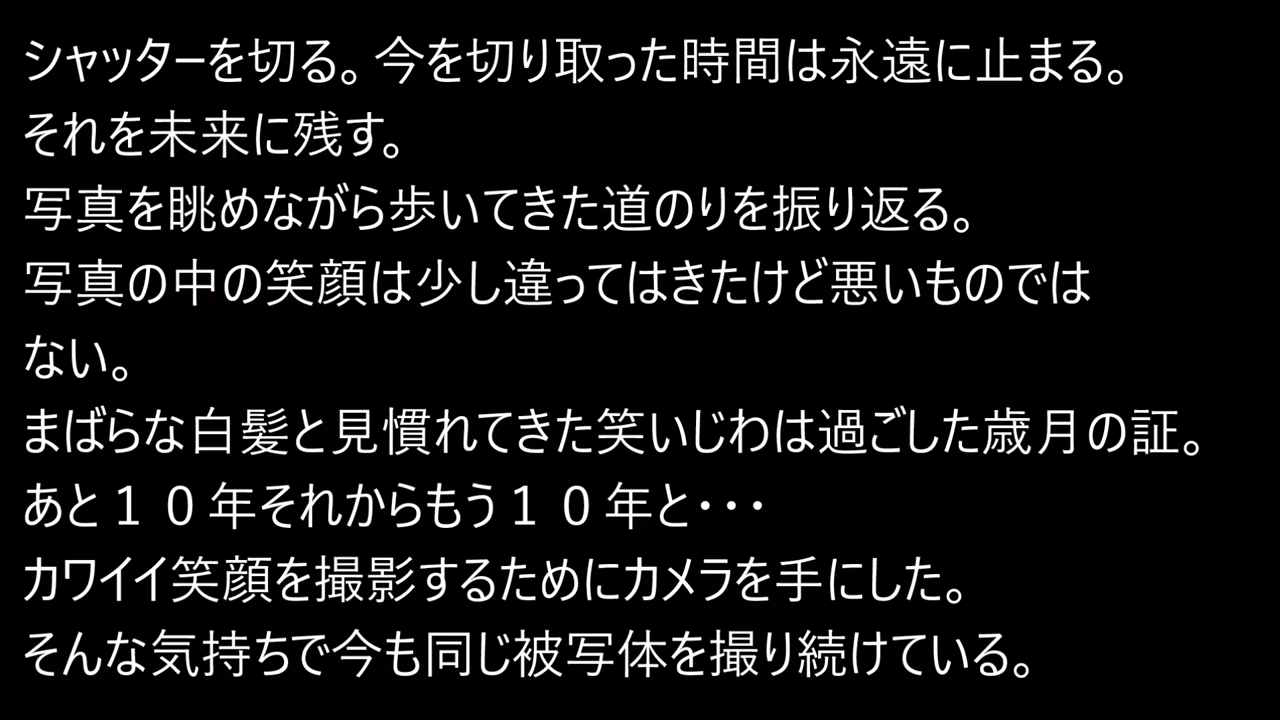 シャッターを切る。今を切り取った時間は永遠に止まる。
それを未来に残す。
写真を眺めながら歩いてきた道のりを振り返る。
写真の中の笑顔は少し違ってはきたけど悪いものでは
ない。
まばらな白髪と見慣れてきた笑いじわは過ごした歳月の証。
あと１０年それからもう１０年と・・・
カワイイ笑顔を撮影するためにカメラを手にした。
そんな気持ちで今も同じ被写体を撮り続けている。